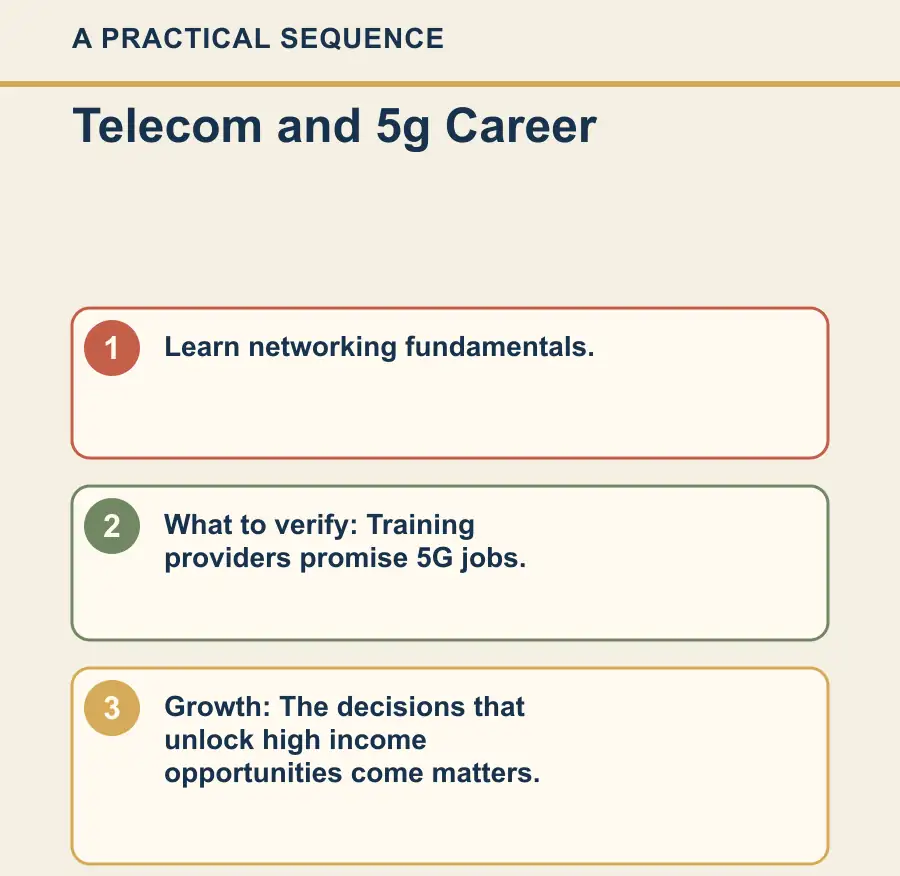 A PRACTICAL SEQUENCE
Telecom and 5g Career
1
Learn networking fundamentals.
2
What to verify: Training
providers promise 5G jobs.
3
Growth: The decisions that
unlock high income
opportunities come matters.